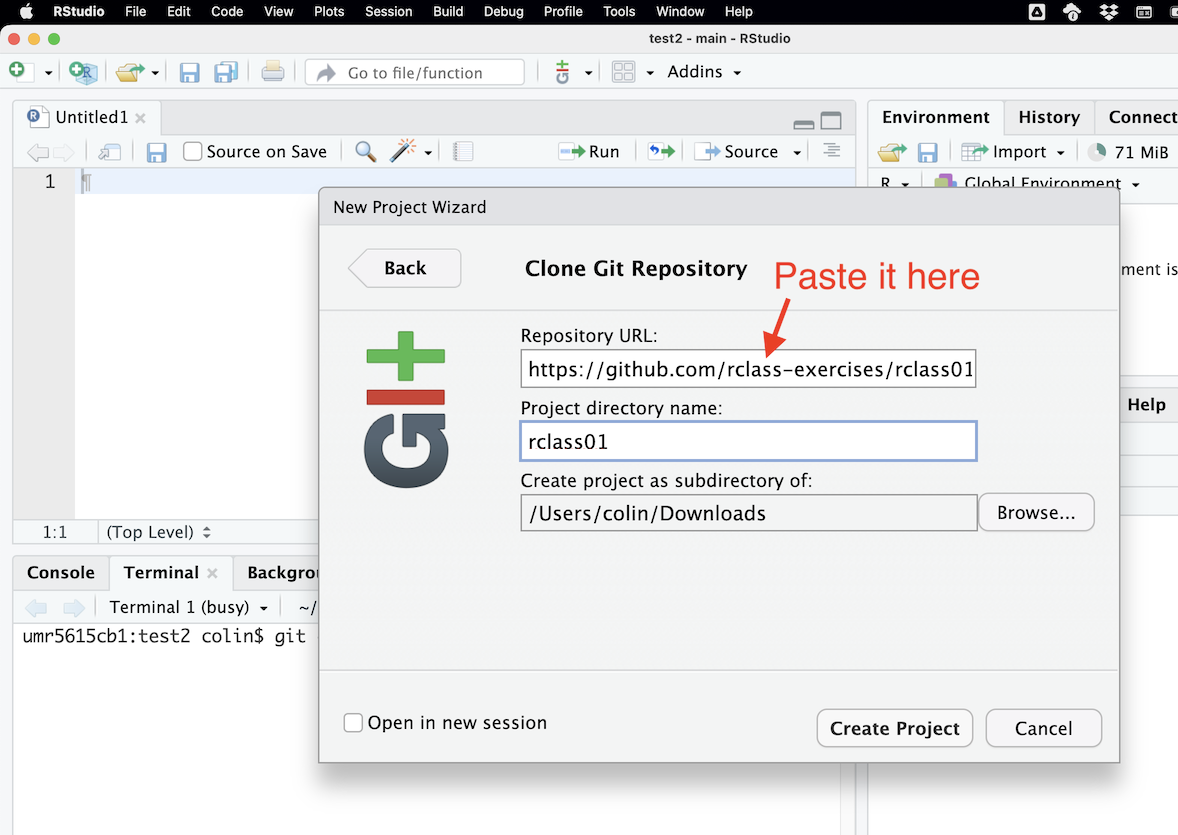 RStudio File Edit Code View Plots Session Build Debug Profile Tools Window Help
test2 - main - RStudio
Go to file/function Addins
Untitled1
Environment History Connect
Source on Save Run Source
Import 71 MiB
1 ¶
R Global Environment
New Project Wizard
Back
Clone Git Repository
Paste it here
ment is
Repository URL:
https://github.com/rclass-exercises/rclass01
Project directory name:
Help
rclass01
GIt
Create project as subdirectory of:
/Users/colin/Downloads
Browse...
1:1 (Top Level)
Console Terminal Backgrou
Terminal 1 (busy) ~/
umr5615cb1:test2 colin$ git
Open in new session
Create Project
Cancel